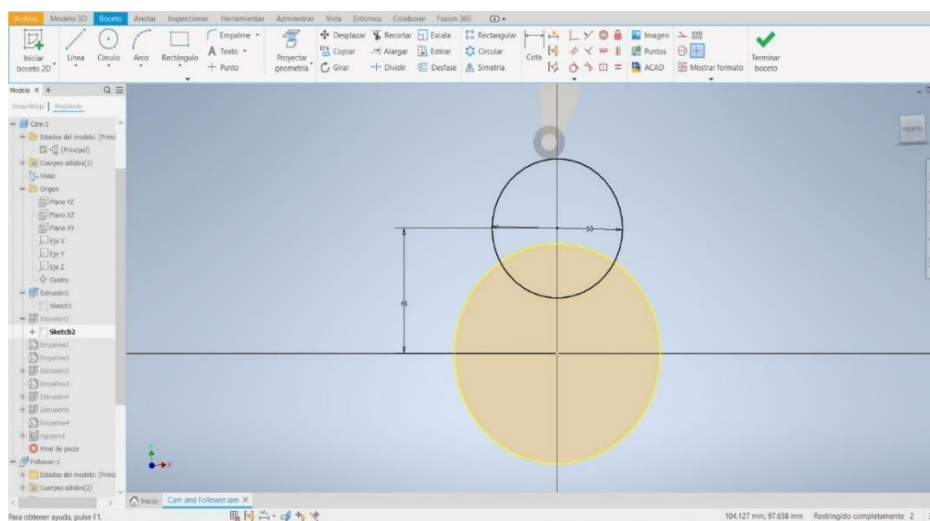 Archivo Modelo 3D Boceto Anotar Inspeccionar Herramientas Administrar Vista Entornos Colaborar Fusion 360
Iniciar boceto 2D
Línea
Círculo
Arco
Rectángulo
Empalme
Texto
Punto
Proyectar geometría
Desplazar
Copiar
Girar
Recortar
Alargar
Dividir
Escala
Estirar
Desfase
Rectangular
Circular
Simetría
Cota
Imagen
Puntos
ACAD
Mostrar formato
Terminar boceto
Modelo
Ensamblaje | Modelado
Cam:1
Estados del modelo: [Princi
[Principal]
Cuerpos sólidos(1)
Vista:
Origen
Plano YZ
Plano XZ
Plano XY
Eje X
Eje Y
Eje Z
Centro
Extrusión1
Sketch1
Extrusión2
Sketch2
Empalme1
Empalme2
Extrusión3
Empalme3
Extrusión4
Extrusión5
Empalme4
Agujero1
Final de pieza
Follower:1
Estados del modelo: [Princ
Cuerpos sólidos(2)
50
45
X
Inicio Cam and Follower.iam
Para obtener ayuda, pulse F1.
104.127 mm, 97.658 mm Restringido completamente 2